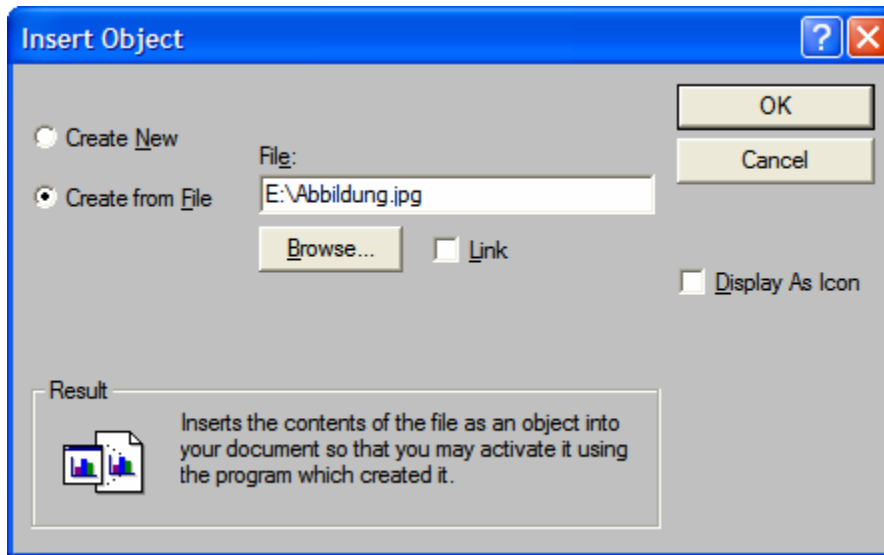 Insert Object
OK
Create New
File:
Cancel
Create from File
E:\Abbildung.jpg
Browse...
Link
Display As Icon
Result
Inserts the contents of the file as an object into
your document so that you may activate it using
the program which created it.